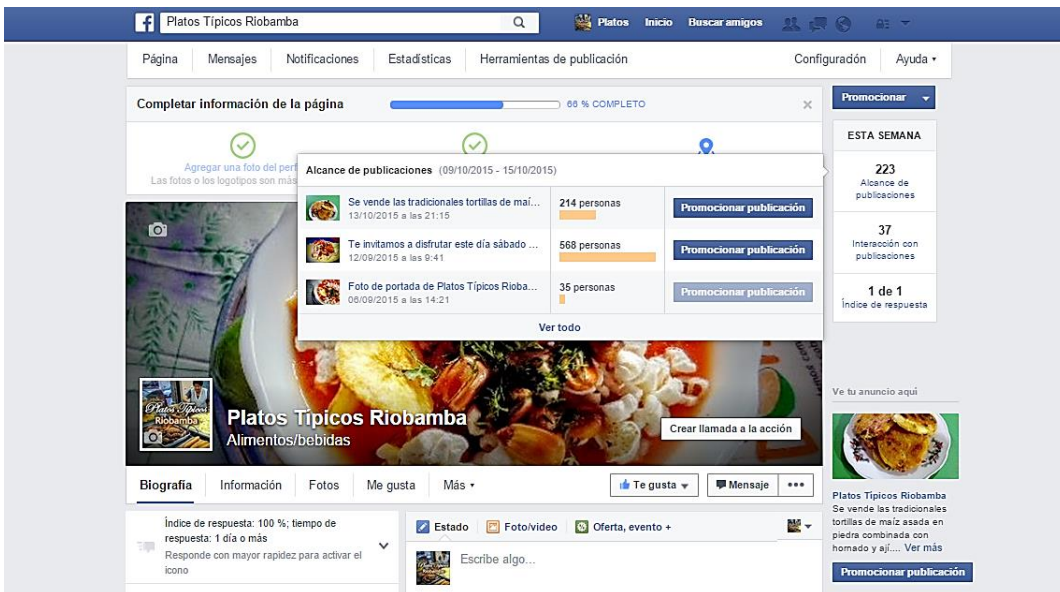 Platos Típicos Riobamba
Platos Inicio Buscar amigos
Página Mensajes Notificaciones Estadísticas Herramientas de publicación Configuración Ayuda
Completar información de la página 66 % COMPLETO
Promocionar
Agregar una foto del perf
Las fotos o los logotipos son más
Alcance de publicaciones (09/10/2015 - 15/10/2015)
Se vende las tradicionales tortillas de maí...
13/10/2015 a las 21:15
214 personas
Promocionar publicación
Te invitamos a disfrutar este día sábado ...
12/09/2015 a las 9:41
568 personas
Promocionar publicación
Foto de portada de Platos Típicos Rioba...
06/09/2015 a las 14:21
35 personas
Promocionar publicación
Ver todo
ESTA SEMANA
223
Alcance de
publicaciones
37
Interacción con
publicaciones
1 de 1
Índice de respuesta
Platos Típicos
Riobamba
Platos Típicos Riobamba
Alimentos/bebidas
Crear llamada a la acción
Biografía Información Fotos Me gusta Más
Te gusta Mensaje
Índice de respuesta: 100 %; tiempo de
respuesta: 1 día o más
Responde con mayor rapidez para activar el
icono
Estado Foto/video Oferta, evento +
Escribe algo...
Ve tu anuncio aquí
Platos Típicos Riobamba
Se vende las tradicionales
tortillas de maíz asada en
piedra combinada con
hornado y ají.... Ver más
Promocionar publicación